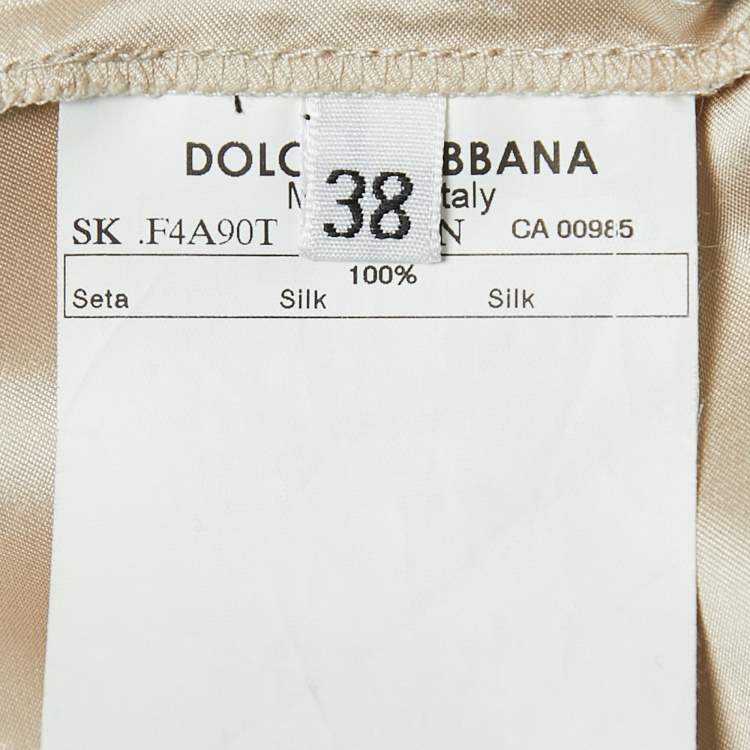 DOLC BBANA
38
M taly
SK .F4A90T N CA 00985
100%
Seta Silk Silk